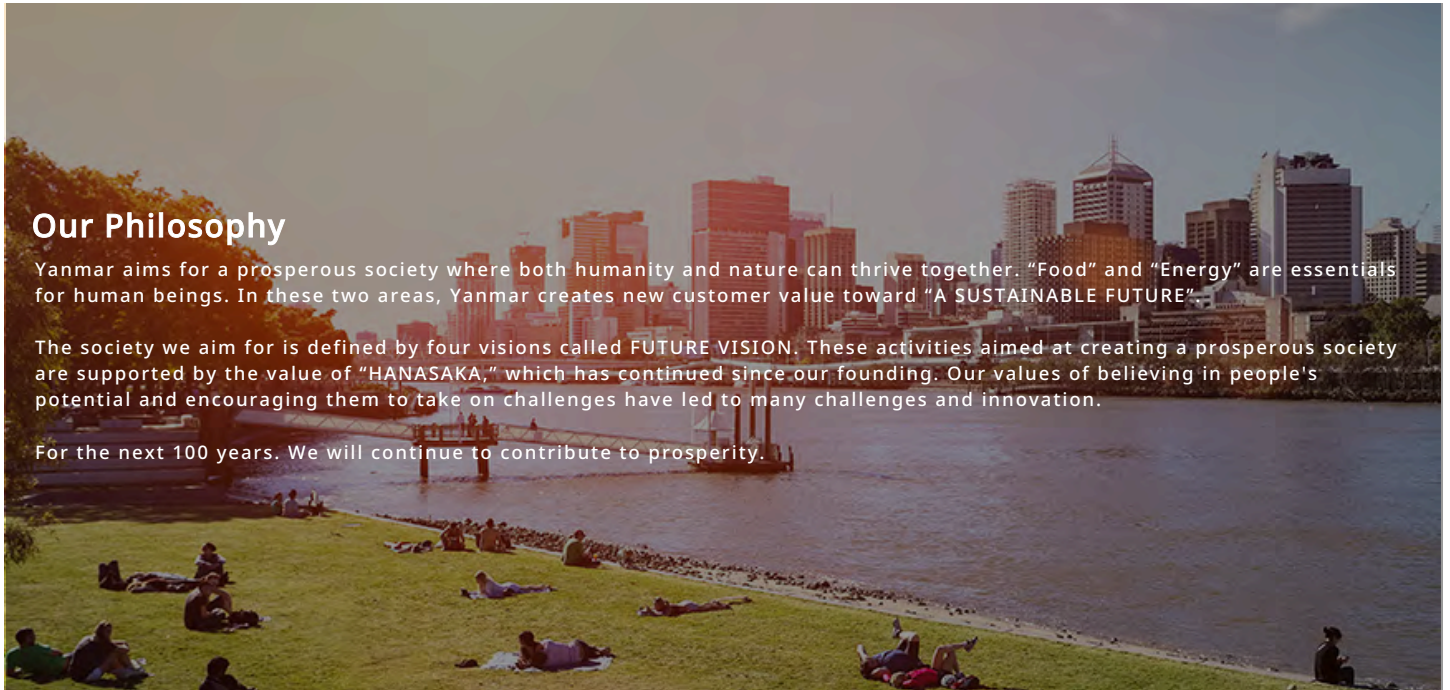 Our Philosophy
Yanmar aims for a prosperous society where both humanity and nature can thrive together. “Food” and “Energy” are essentials
for human beings. In these two areas, Yanmar creates new customer value toward “A SUSTAINABLE FUTURE”.
The society we aim for is defined by four visions called FUTURE VISION. These activities aimed at creating a prosperous society
are supported by the value of “HANASAKA,” which has continued since our founding. Our values of believing in people's
potential and encouraging them to take on challenges have led to many challenges and innovation.
For the next 100 years. We will continue to contribute to prosperity.